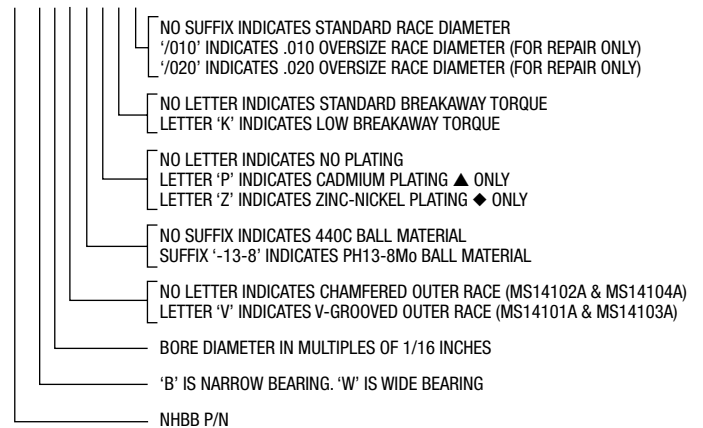 NO SUFFIX INDICATES STANDARD RACE DIAMETER
‘/010’ INDICATES .010 OVERSIZE RACE DIAMETER (FOR REPAIR ONLY)
‘/020’ INDICATES .020 OVERSIZE RACE DIAMETER (FOR REPAIR ONLY)
NO LETTER INDICATES STANDARD BREAKAWAY TORQUE
LETTER ‘K’ INDICATES LOW BREAKAWAY TORQUE
NO LETTER INDICATES NO PLATING
LETTER ‘P’ INDICATES CADMIUM PLATING ▲ ONLY
LETTER ‘Z’ INDICATES ZINC-NICKEL PLATING ◆ ONLY
NO SUFFIX INDICATES 440C BALL MATERIAL
SUFFIX ‘-13-8’ INDICATES PH13-8Mo BALL MATERIAL
NO LETTER INDICATES CHAMFERED OUTER RACE (MS14102A & MS14104A)
LETTER ‘V’ INDICATES V-GROOVED OUTER RACE (MS14101A & MS14103A)
BORE DIAMETER IN MULTIPLES OF 1/16 INCHES
‘B’ IS NARROW BEARING. ‘W’ IS WIDE BEARING
NHBB P/N